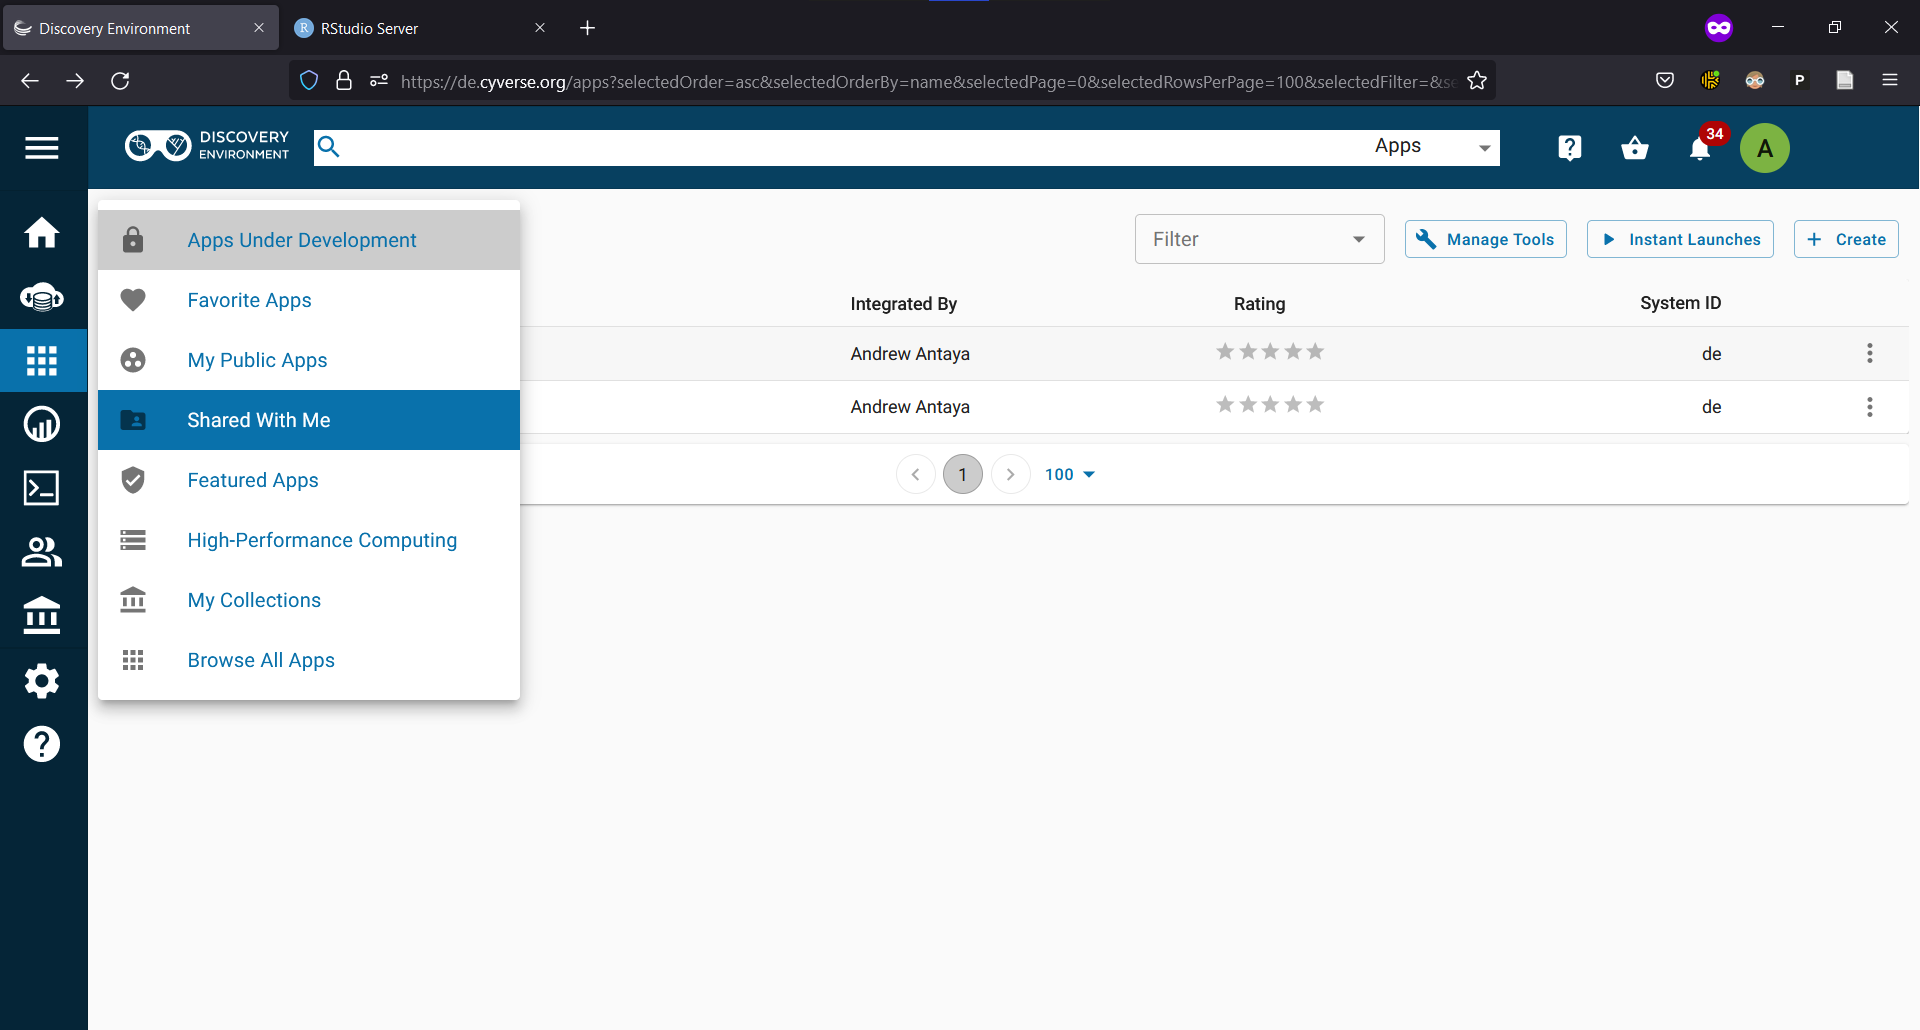 Discovery Environment
R RStudio Server
https://de.cyverse.org/apps?selectedOrder=asc&selectedOrderBy=name&selectedPage=0&selectedRowsPerPage=100&selectedFilter=&se
P
DISCOVERY
ENVIRONMENT
Apps
34
A
Apps Under Development
Favorite Apps
My Public Apps
Shared With Me
Featured Apps
High-Performance Computing
My Collections
Browse All Apps
Filter
Manage Tools
Instant Launches
+ Create
Integrated By Rating System ID
Andrew Antaya de
Andrew Antaya de
< 1 > 100